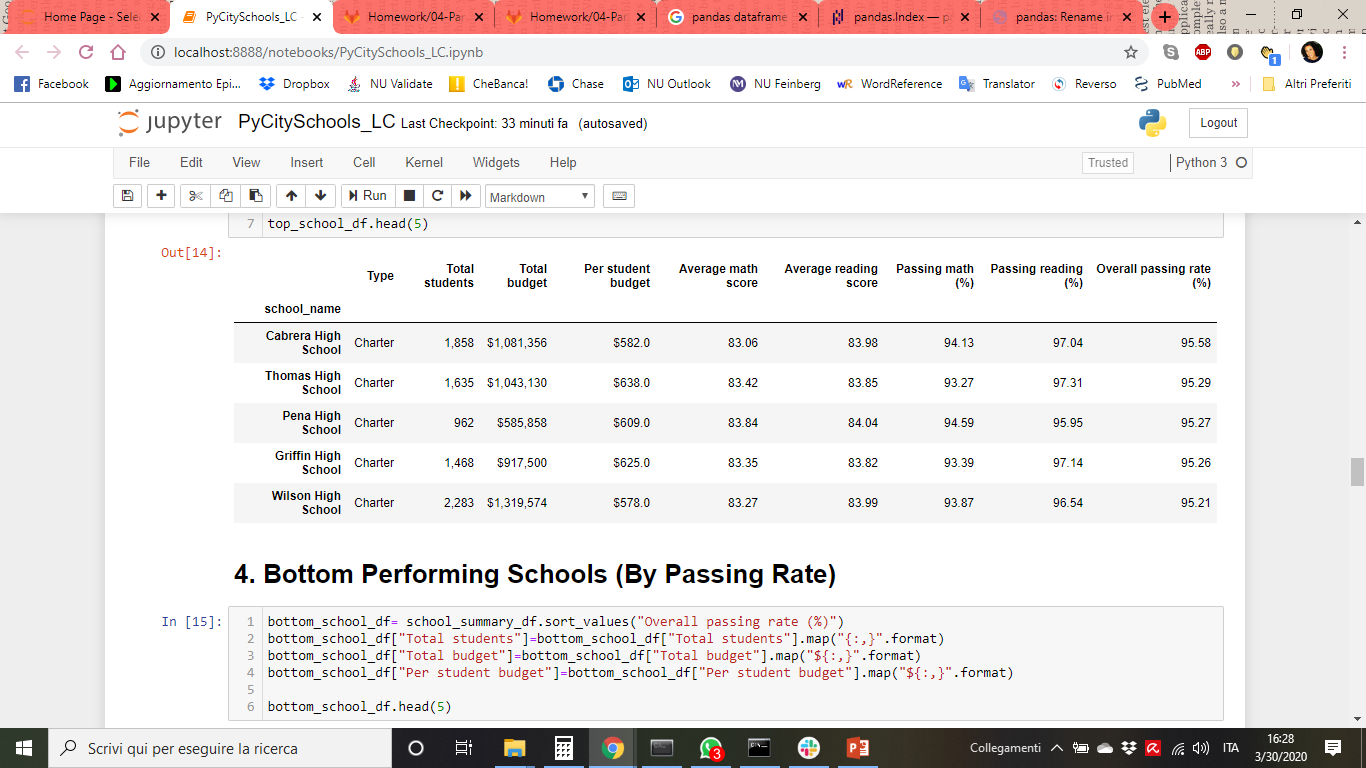 Home Page - Sele
PyCitySchools_LC
Homework/04-Par
Homework/04-Par
pandas dataframe
pandas.Index — p
pandas: Rename in
localhost:8888/notebooks/PyCitySchools_LC.ipynb
ABP
1
Facebook
Aggiornamento Epi...
Dropbox
NU Validate
CheBanca!
Chase
NU Outlook
NU Feinberg
WordReference
Translator
Reverso
PubMed
»
Altri Preferiti
jupyter PyCitySchools_LC Last Checkpoint: 33 minuti fa (autosaved)
Logout
File Edit View Insert Cell Kernel Widgets Help
Trusted
Python 3
Run
Markdown
7 top_school_df.head(5)
Out[14]:
Type Total students Total budget Per student budget Average math score Average reading score Passing math (%) Passing reading (%) Overall passing rate (%)
school_name
Cabrera High School Charter 1,858 $1,081,356 $582.0 83.06 83.98 94.13 97.04 95.58
Thomas High School Charter 1,635 $1,043,130 $638.0 83.42 83.85 93.27 97.31 95.29
Pena High School Charter 962 $585,858 $609.0 83.84 84.04 94.59 95.95 95.27
Griffin High School Charter 1,468 $917,500 $625.0 83.35 83.82 93.39 97.14 95.26
Wilson High School Charter 2,283 $1,319,574 $578.0 83.27 83.99 93.87 96.54 95.21
4. Bottom Performing Schools (By Passing Rate)
In [15]:
1 bottom_school_df= school_summary_df.sort_values("Overall passing rate (%)")
2 bottom_school_df["Total students"]=bottom_school_df["Total students"].map("{:,}".format)
3 bottom_school_df["Total budget"]=bottom_school_df["Total budget"].map("${:,}".format)
4 bottom_school_df["Per student budget"]=bottom_school_df["Per student budget"].map("${:,}".format)
5
6 bottom_school_df.head(5)
Scrivi qui per eseguire la ricerca
3
Collegamenti
ITA
16:28
3/30/2020